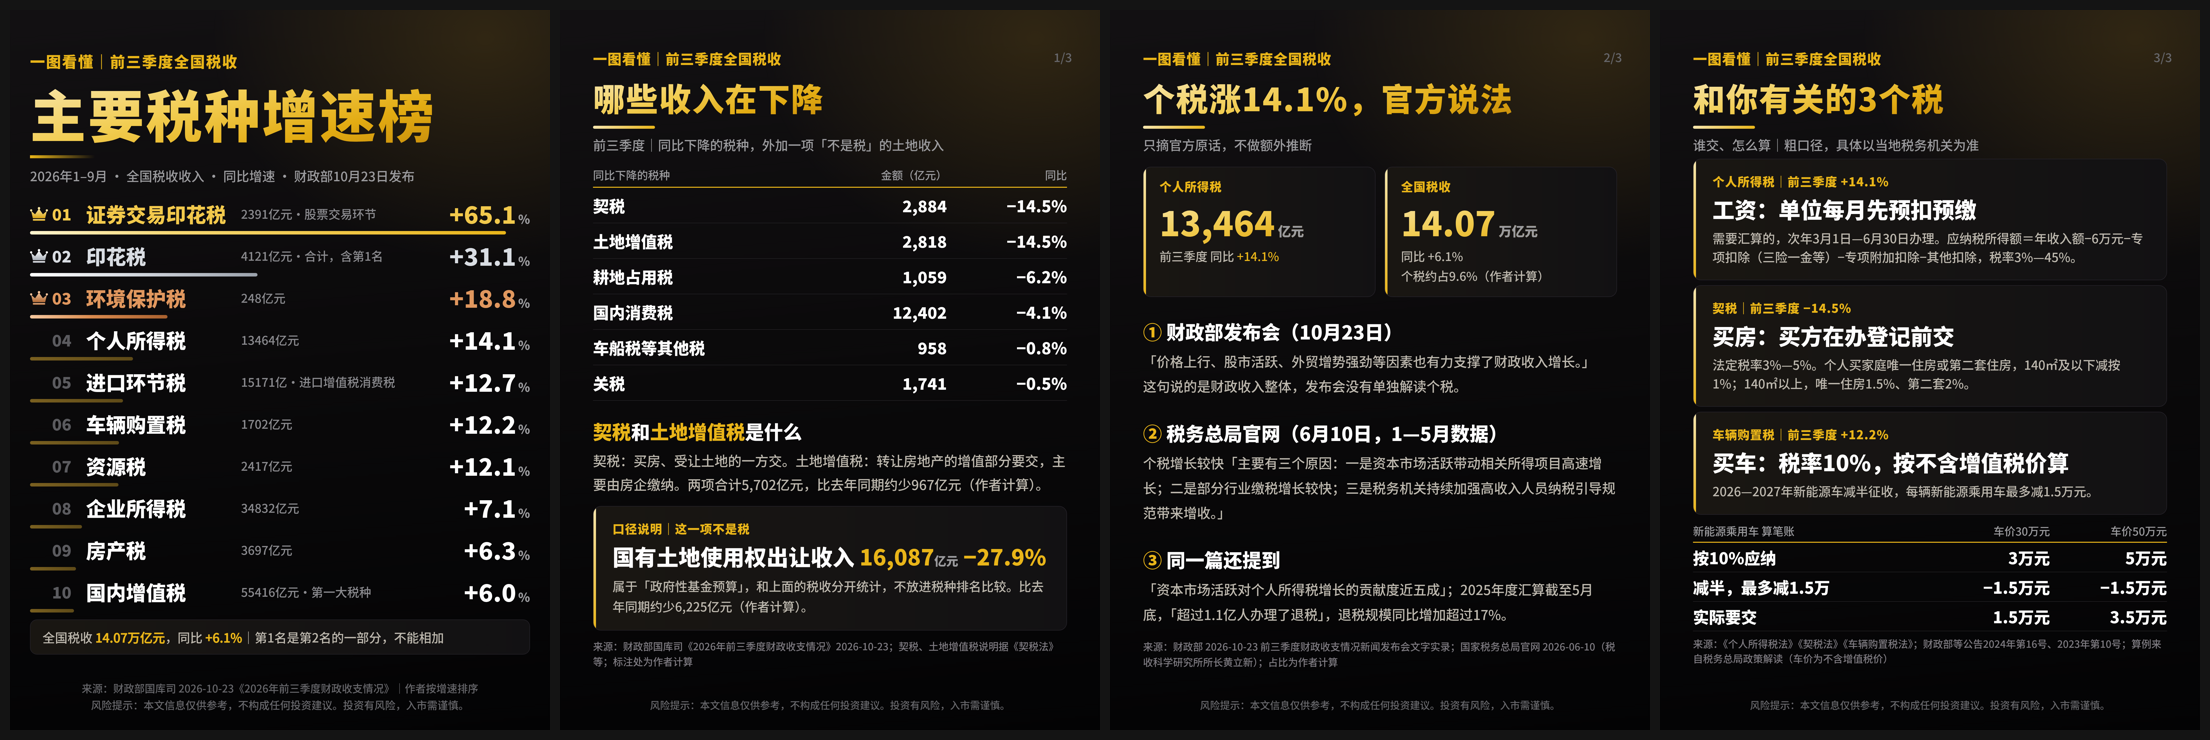 一图看懂｜前三季度全国税收
主要税种增速榜
2026年1–9月 · 全国税收收入 · 同比增速 · 财政部10月23日发布
01 证券交易印花税 2391亿元·股票交易环节 +65.1%
02 印花税 4121亿元·合计，含第1名 +31.1%
03 环境保护税 248亿元 +18.8%
04 个人所得税 13464亿元 +14.1%
05 进口环节税 15171亿·进口增值税消费税 +12.7%
06 车辆购置税 1702亿元 +12.2%
07 资源税 2417亿元 +12.1%
08 企业所得税 34832亿元 +7.1%
09 房产税 3697亿元 +6.3%
10 国内增值税 55416亿元·第一大税种 +6.0%
全国税收 14.07万亿元，同比 +6.1%｜第1名是第2名的一部分，不能相加
来源：财政部国库司 2026-10-23《2026年前三季度财政收支情况》｜作者按增速排序
风险提示：本文信息仅供参考，不构成任何投资建议。投资有风险，入市需谨慎。
一图看懂｜前三季度全国税收 1/3
哪些收入在下降
前三季度｜同比下降的税种，外加一项「不是税」的土地收入
同比下降的税种 金额（亿元） 同比
契税 2,884 −14.5%
土地增值税 2,818 −14.5%
耕地占用税 1,059 −6.2%
国内消费税 12,402 −4.1%
车船税等其他税 958 −0.8%
关税 1,741 −0.5%
契税和土地增值税是什么
契税：买房、受让土地的一方交。土地增值税：转让房地产的增值部分要交，主
要由房企缴纳。两项合计5,702亿元，比去年同期约少967亿元（作者计算）。
口径说明｜这一项不是税
国有土地使用权出让收入 16,087亿元 −27.9%
属于「政府性基金预算」，和上面的税收分开统计，不放进税种排名比较。比去
年同期约少6,225亿元（作者计算）。
来源：财政部国库司《2026年前三季度财政收支情况》2026-10-23；契税、土地增值税说明据《契税法》
等；标注处为作者计算
风险提示：本文信息仅供参考，不构成任何投资建议。投资有风险，入市需谨慎。
一图看懂｜前三季度全国税收 2/3
个税涨14.1%，官方说法
只摘官方原话，不做额外推断
个人所得税
13,464亿元
前三季度 同比 +14.1%
全国税收
14.07万亿元
同比 +6.1%
个税约占9.6%（作者计算）
① 财政部发布会（10月23日）
「价格上行、股市活跃、外贸增势强劲等因素也有力支撑了财政收入增长。」
这句说的是财政收入整体，发布会没有单独解读个税。
② 税务总局官网（6月10日，1—5月数据）
个税增长较快「主要有三个原因：一是资本市场活跃带动相关所得项目高速增
长；二是部分行业缴税增长较快；三是税务机关持续加强高收入人员纳税引导规
范带来增收。」
③ 同一篇还提到
「资本市场活跃对个人所得税增长的贡献度近五成」；2025年度汇算截至5月
底，「超过1.1亿人办理了退税」，退税规模同比增加超过17%。
来源：财政部 2026-10-23 前三季度财政收支情况新闻发布会文字实录；国家税务总局官网 2026-06-10（税
收科学研究所所长黄立新）；占比为作者计算
风险提示：本文信息仅供参考，不构成任何投资建议。投资有风险，入市需谨慎。
一图看懂｜前三季度全国税收 3/3
和你有关的3个税
谁交、怎么算｜粗口径，具体以当地税务机关为准
个人所得税｜前三季度 +14.1%
工资：单位每月先预扣预缴
需要汇算的，次年3月1日—6月30日办理。应纳税所得额＝年收入额−6万元−专
项扣除（三险一金等）−专项附加扣除−其他扣除，税率3%—45%。
契税｜前三季度 −14.5%
买房：买方在办登记前交
法定税率3%—5%。个人买家庭唯一住房或第二套住房，140㎡及以下减按
1%；140㎡以上，唯一住房1.5%、第二套2%。
车辆购置税｜前三季度 +12.2%
买车：税率10%，按不含增值税价算
2026—2027年新能源车减半征收，每辆新能源乘用车最多减1.5万元。
新能源乘用车 算笔账 车价30万元 车价50万元
按10%应纳 3万元 5万元
减半，最多减1.5万 −1.5万元 −1.5万元
实际要交 1.5万元 3.5万元
来源：《个人所得税法》《契税法》《车辆购置税法》；财政部等公告2024年第16号、2023年第10号；算例来
自税务总局政策解读（车价为不含增值税价）
风险提示：本文信息仅供参考，不构成任何投资建议。投资有风险，入市需谨慎。